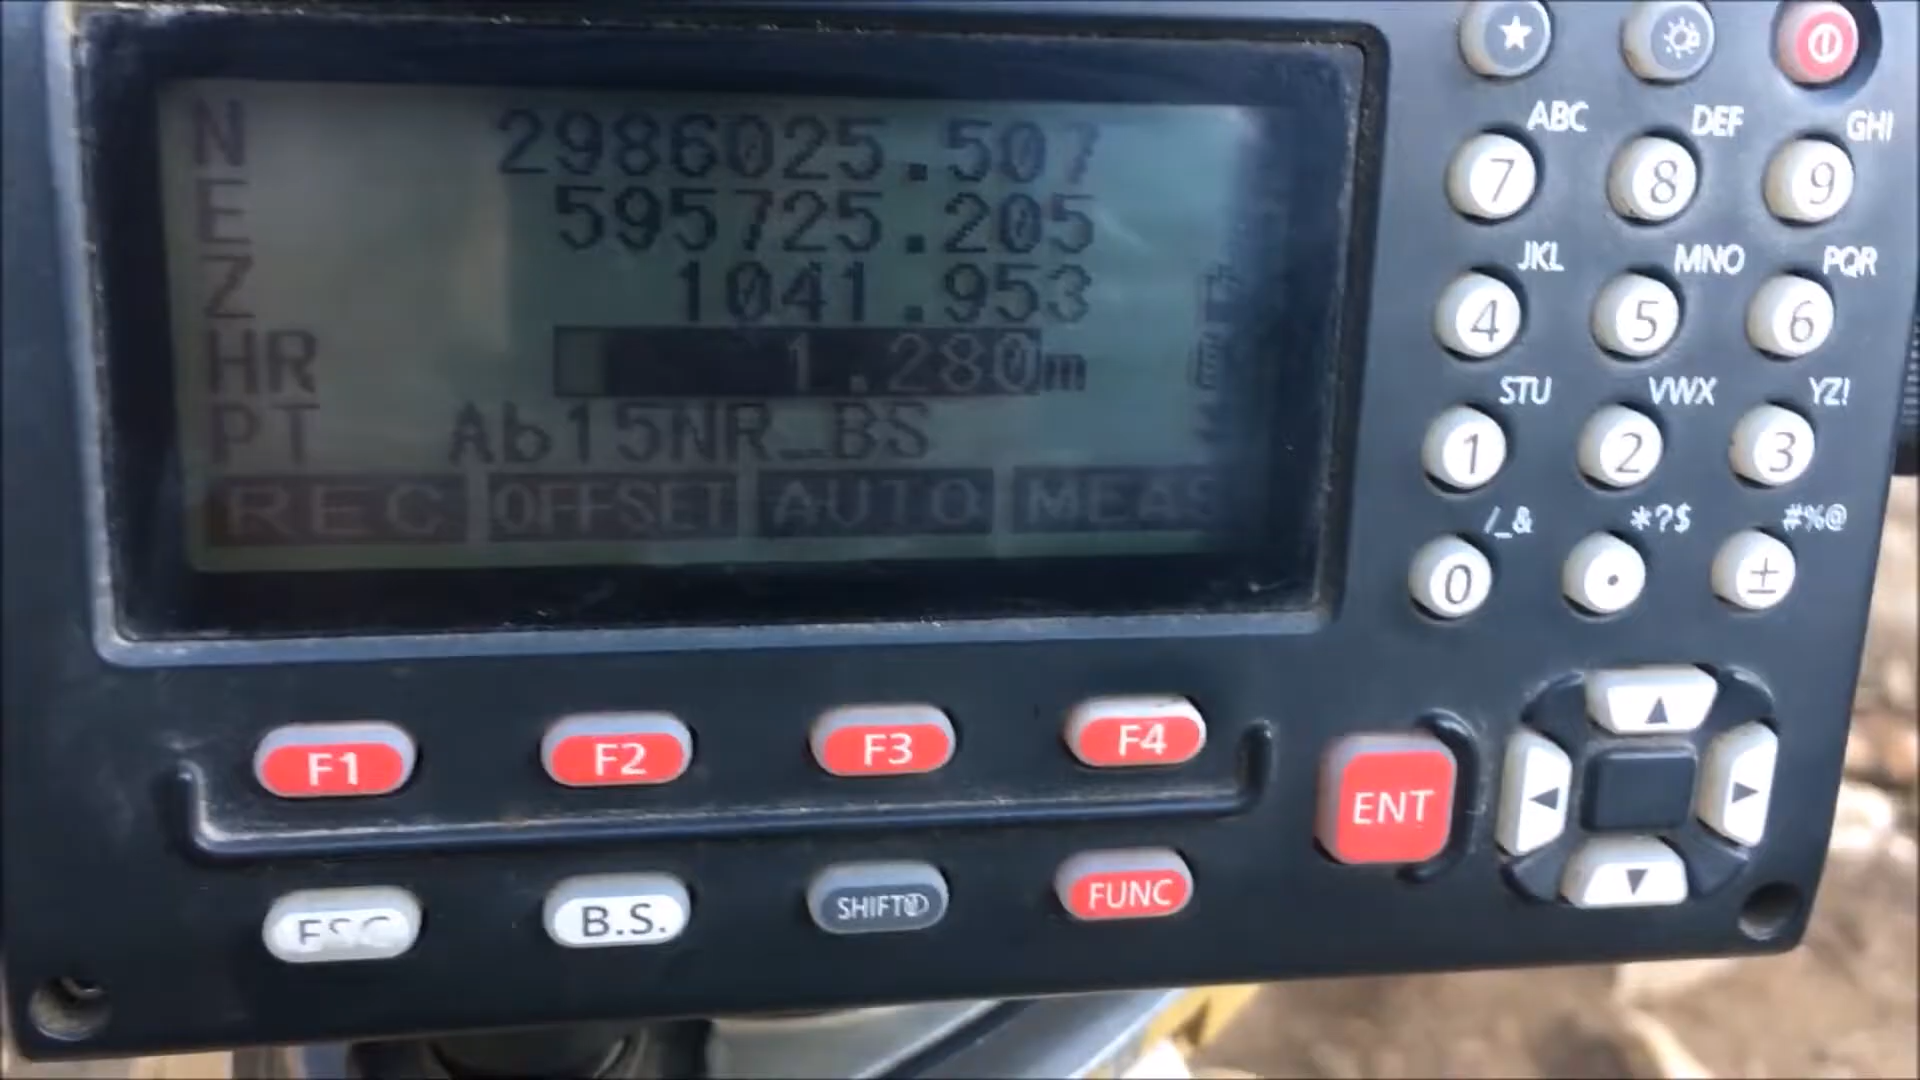 N 2986025.507
E 595725.205
Z 1041.953
HR 1.280m
PT Ab15NR_BS
REC OFFSET AUTO MEAS
ABC DEF GHI
7 8 9
JKL MNO PQR
4 5 6
STU VWX YZ!
1 2 3
/_& *?$ #%@
0 . ±
F1 F2 F3 F4
ENT
ESC B.S. SHIFT FUNC